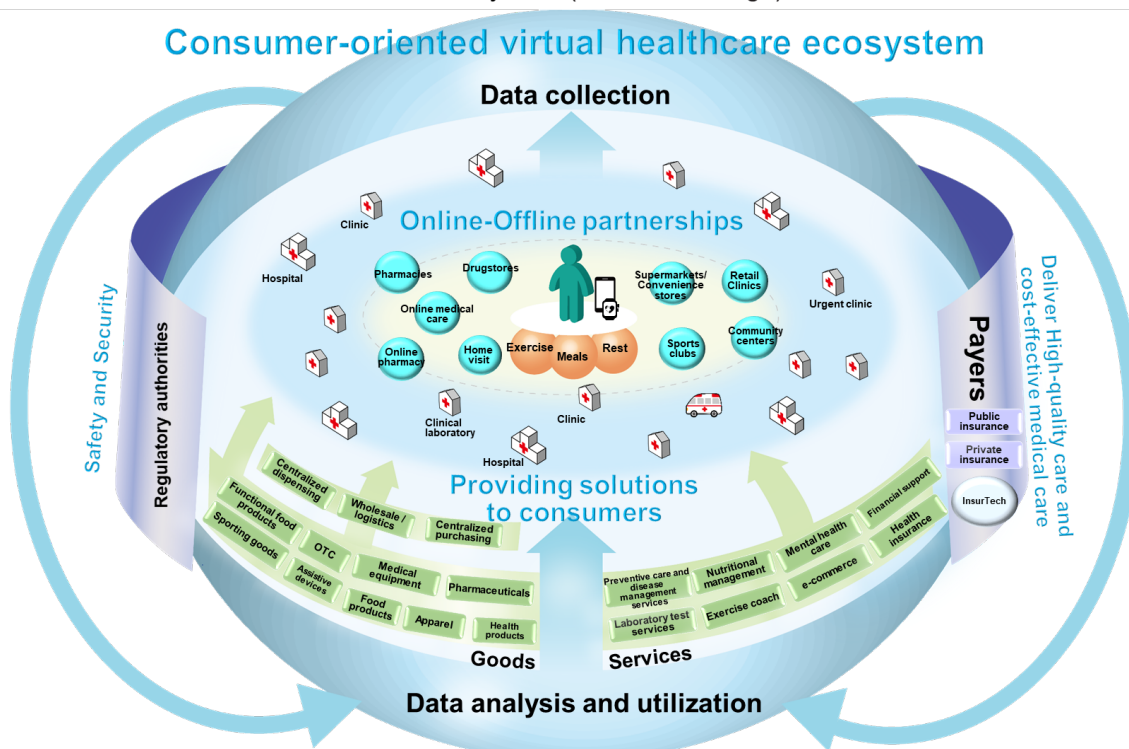 Consumer-oriented virtual healthcare ecosystem
Data collection
Online-Offline partnerships
Clinic
Hospital
Pharmacies
Drugstores
Supermarkets/
Convenience
stores
Retail
Clinics
Urgent clinic
Online medical
care
Online
pharmacy
Home
visit
Exercise
Meals
Rest
Sports
clubs
Community
centers
Clinical
laboratory
Clinic
Hospital
Providing solutions
to consumers
Safety and Security
Regulatory authorities
Payers
Public
insurance
Private
insurance
InsurTech
Deliver High-quality care and
cost-effective medical care
Centralized
dispensing
Wholesale /
logistics
Centralized
purchasing
Functional food
products
OTC
Medical
equipment
Pharmaceuticals
Sporting goods
Assistive
devices
Food
products
Apparel
Health
products
Goods
Preventive care and
disease
management
services
Nutritional
management
Mental health
care
Financial support
Laboratory test
services
Exercise coach
e-commerce
Health
insurance
Services
Data analysis and utilization